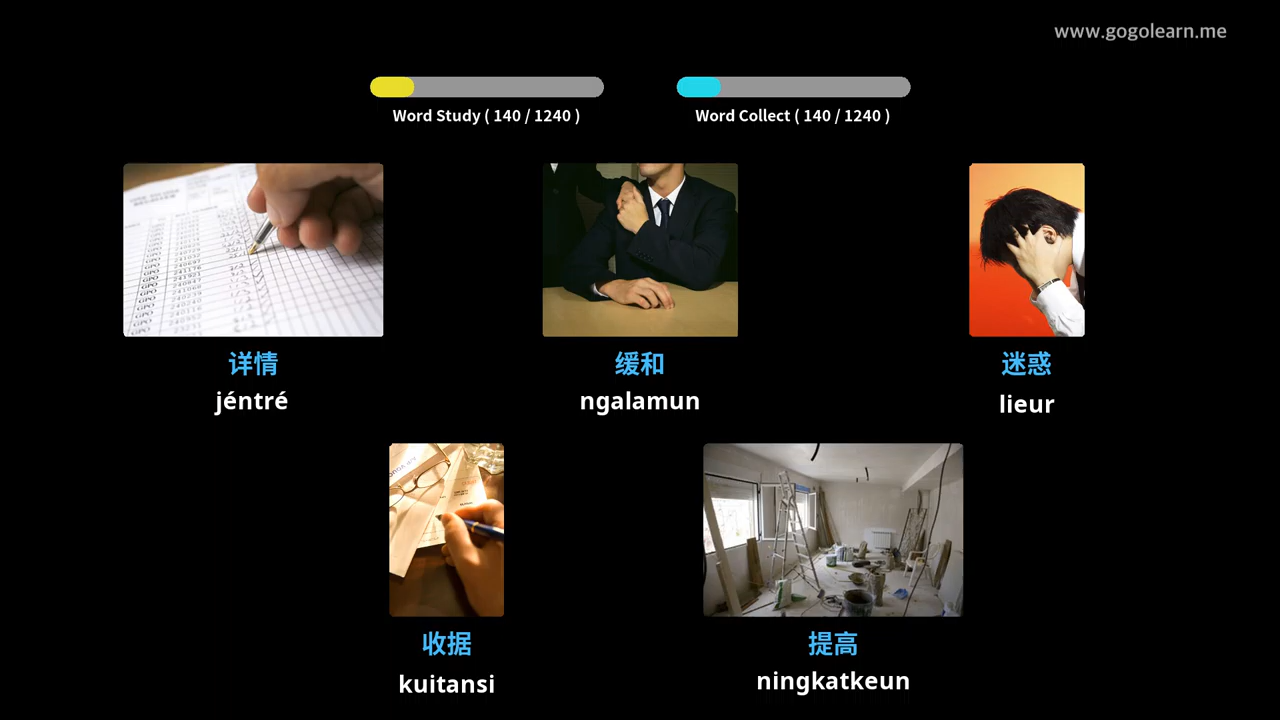 www.gogolearn.me
Word Study ( 140 / 1240 )
Word Collect ( 140 / 1240 )
详情
jéntré
缓和
ngalamun
迷惑
lieur
收据
kuitansi
提高
ningkatkeun